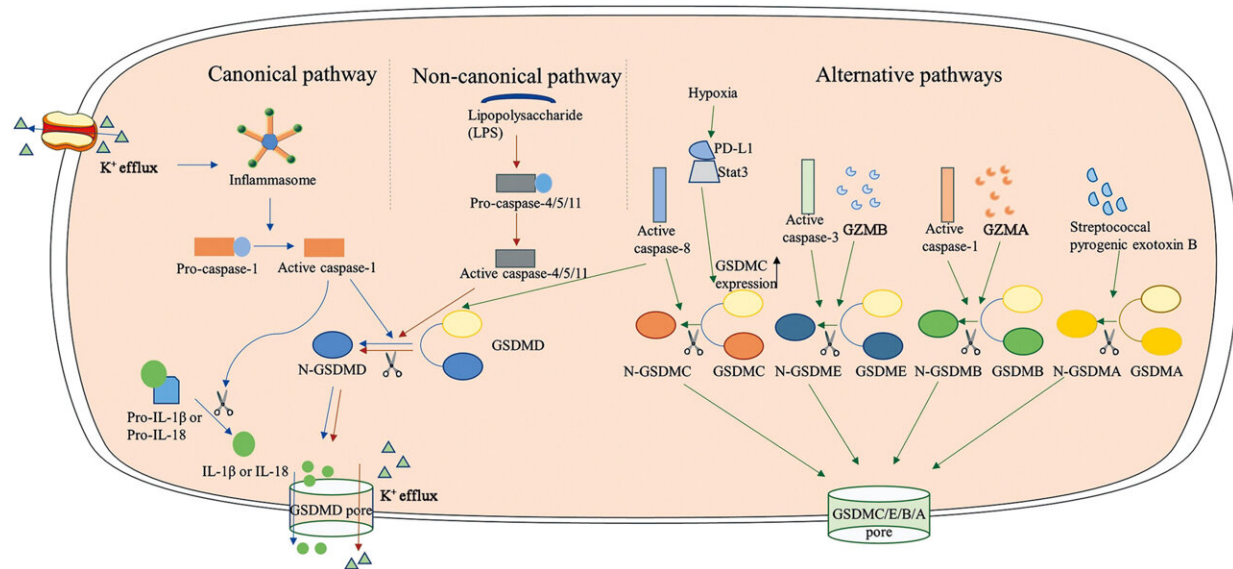 Canonical pathway
Non-canonical pathway
Alternative pathways
K⁺ efflux
Inflammasome
Pro-caspase-1
Active caspase-1
Lipopolysaccharide
(LPS)
Pro-caspase-4/5/11
Active caspase-4/5/11
Hypoxia
PD-L1
Stat3
Active
caspase-8
Active
caspase-3
GZMB
Active
caspase-1
GZMA
Streptococcal
pyrogenic exotoxin B
GSDMC
expression
N-GSDMD
GSDMD
N-GSDMC
GSDMC
N-GSDME
GSDME
N-GSDMB
GSDMB
N-GSDMA
GSDMA
Pro-IL-1β or
Pro-IL-18
IL-1β or IL-18
K⁺ efflux
GSDMD pore
GSDMC/E/B/A
pore